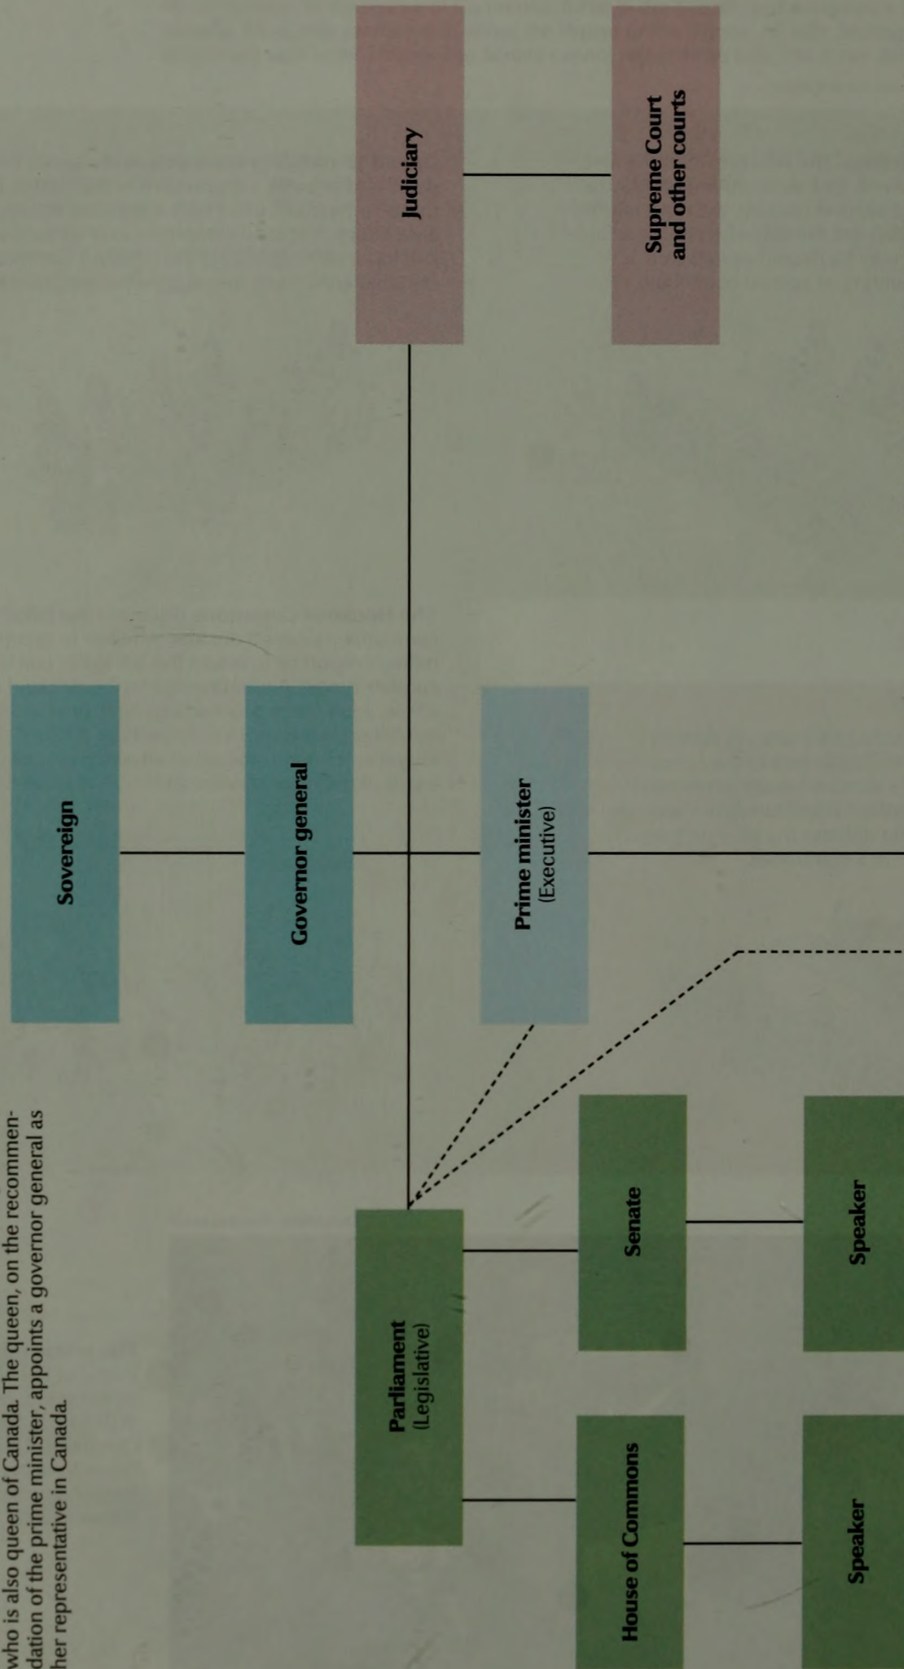 who is also queen of Canada. The queen, on the recommen-
dation of the prime minister, appoints a governor general as
her representative in Canada.
Sovereign
Governor general
Parliament
(Legislative)
Prime minister
(Executive)
Judiciary
House of Commons
Senate
Supreme Court
and other courts
Speaker
Speaker